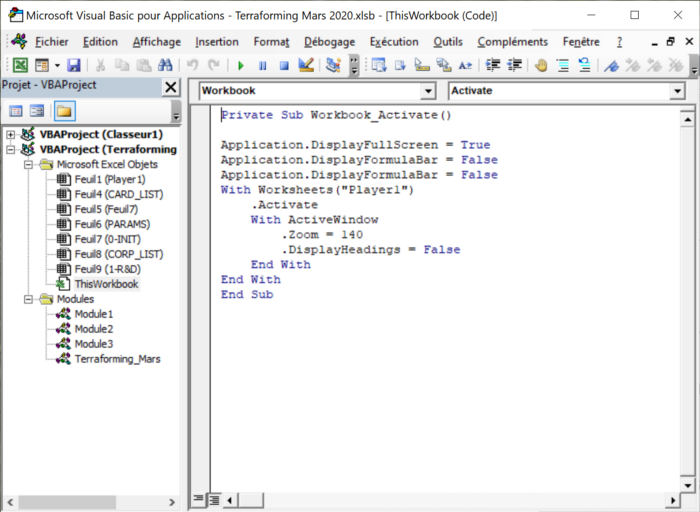 Microsoft Visual Basic pour Applications - Terraforming Mars 2020.xlsb - [ThisWorkbook (Code)]
Fichier Edition Affichage Insertion Format Débogage Exécution Outils Compléments Fenêtre ?
Projet - VBAProject
Workbook
Activate
VBAProject (Classeur1)
VBAProject (Terraforming
Microsoft Excel Objets
Feuil1 (Player1)
Feuil4 (CARD_LIST)
Feuil5 (Feuil7)
Feuil6 (PARAMS)
Feuil7 (0-INIT)
Feuil8 (CORP_LIST)
Feuil9 (1-R&D)
ThisWorkbook
Modules
Module1
Module2
Module3
Terraforming_Mars
Private Sub Workbook_Activate()
Application.DisplayFullScreen = True
Application.DisplayFormulaBar = False
Application.DisplayFormulaBar = False
With Worksheets("Player1")
.Activate
With ActiveWindow
.Zoom = 140
.DisplayHeadings = False
End With
End With
End Sub